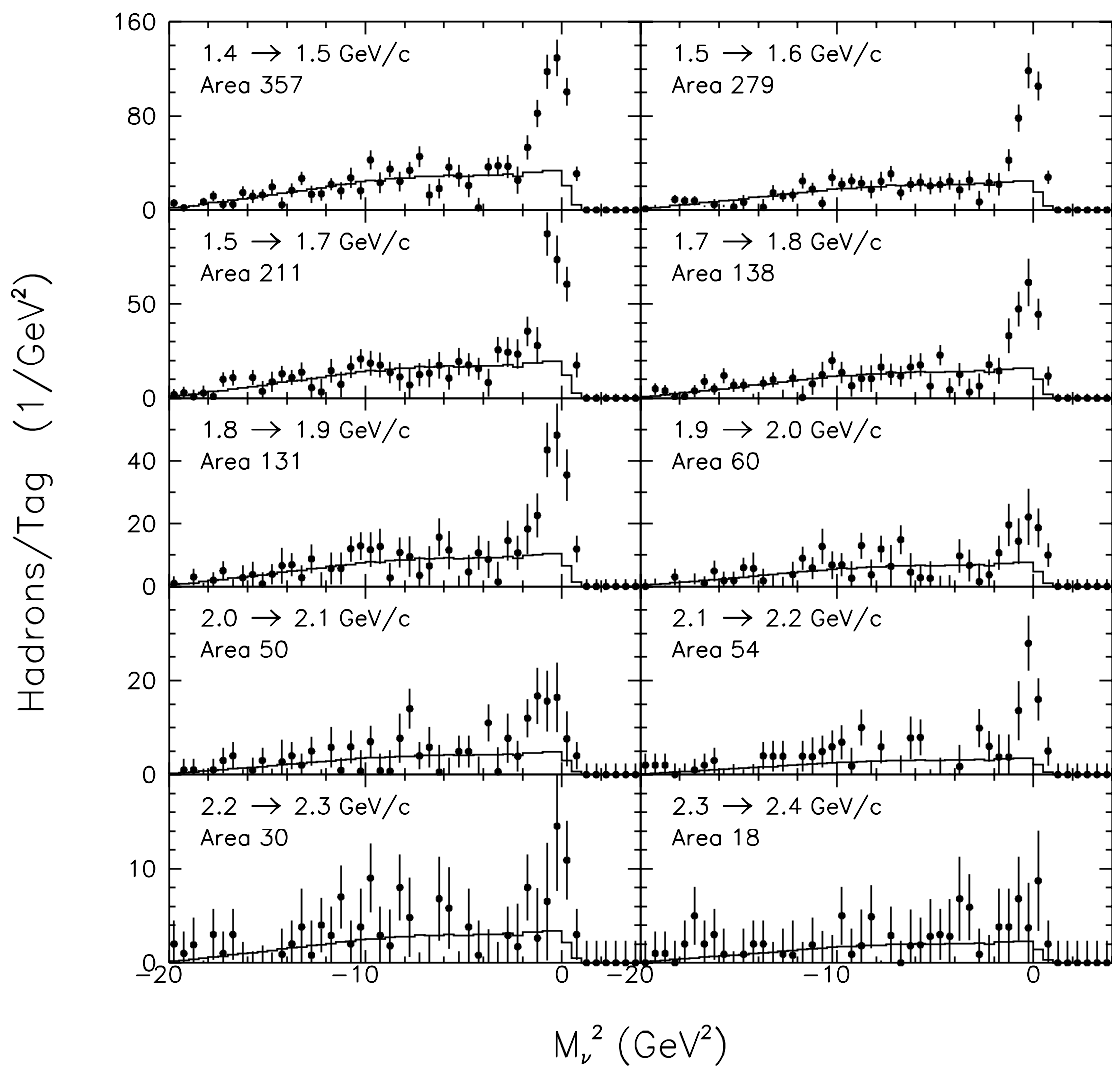 160
1.4 → 1.5 GeV/c
Area 357
1.5 → 1.6 GeV/c
Area 279
80
0
1.5 → 1.7 GeV/c
Area 211
1.7 → 1.8 GeV/c
Area 138
50
0
1.8 → 1.9 GeV/c
Area 131
1.9 → 2.0 GeV/c
Area 60
40
20
0
2.0 → 2.1 GeV/c
Area 50
2.1 → 2.2 GeV/c
Area 54
20
0
2.2 → 2.3 GeV/c
Area 30
2.3 → 2.4 GeV/c
Area 18
10
0
−20 −10 0 −20 −10 0
Hadrons/Tag (1/GeV²)
Mᵥ² (GeV²)